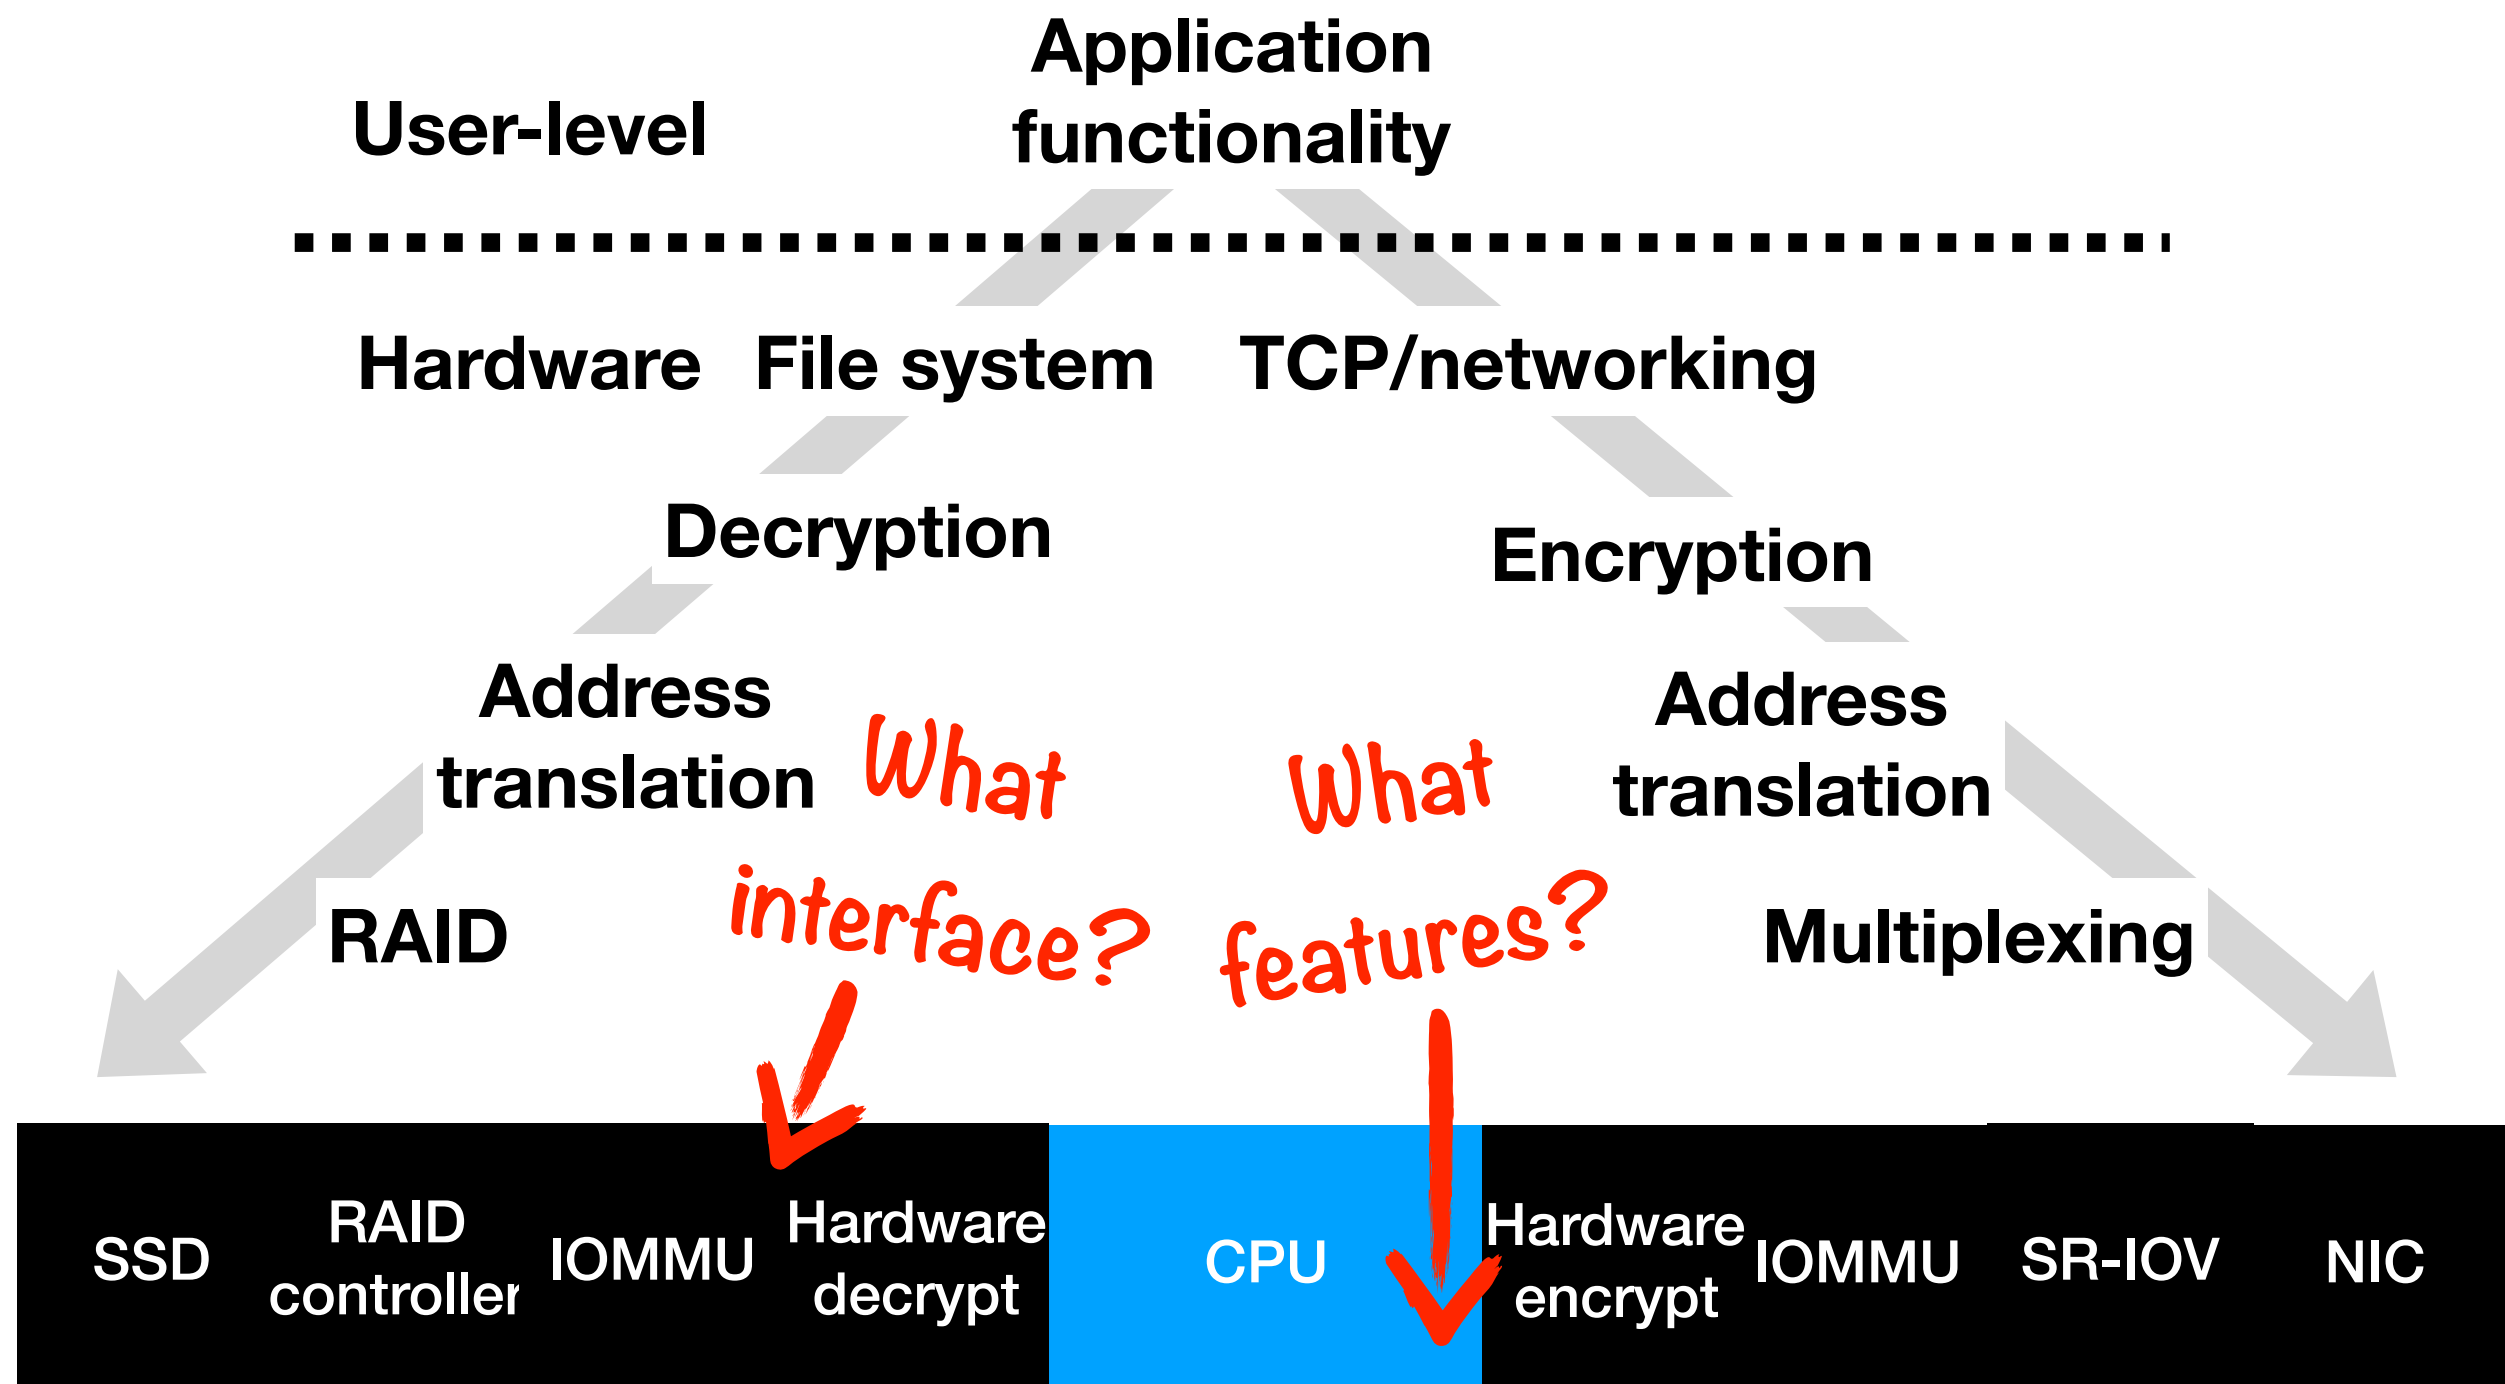 Application
functionality
User-level
Hardware
File system
TCP/networking
Decryption
Encryption
Address
translation
Address
translation
What
interface?
What
features?
RAID
Multiplexing
SSD
RAID
controller
IOMMU
Hardware
decrypt
CPU
Hardware
encrypt
IOMMU
SR-IOV
NIC